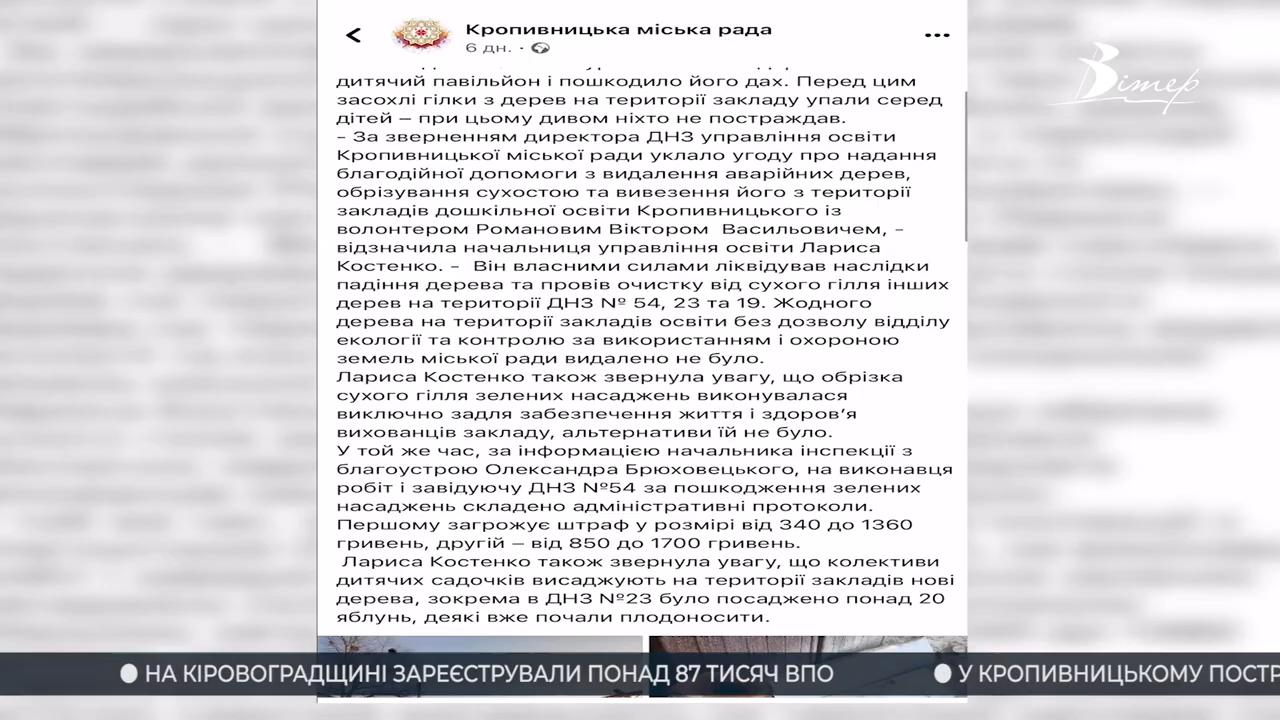 Кропивницька міська рада
6 дн.
Вітер
дитячий павільйон і пошкодило його дах. Перед цим
засохлі гілки з дерев на території закладу упали серед
дітей – при цьому дивом ніхто не постраждав.
– За зверненням директора ДНЗ управління освіти
Кропивницької міської ради уклало угоду про надання
благодійної допомоги з видалення аварійних дерев,
обрізування сухостою та вивезення його з території
закладів дошкільної освіти Кропивницького із
волонтером Романовим Віктором Васильовичем, –
відзначила начальниця управління освіти Лариса
Костенко. – Він власними силами ліквідував наслідки
падіння дерева та провів очистку від сухого гілля інших
дерев на території ДНЗ № 54, 23 та 19. Жодного
дерева на території закладів освіти без дозволу відділу
екології та контролю за використанням і охороною
земель міської ради видалено не було.
Лариса Костенко також звернула увагу, що обрізка
сухого гілля зелених насаджень виконувалася
виключно задля забезпечення життя і здоров’я
вихованців закладу, альтернативи їй не було.
У той же час, за інформацією начальника інспекції з
благоустрою Олександра Брюховецького, на виконавця
робіт і завідуючу ДНЗ №54 за пошкодження зелених
насаджень складено адміністративні протоколи.
Першому загрожує штраф у розмірі від 340 до 1360
гривень, другій – від 850 до 1700 гривень.
Лариса Костенко також звернула увагу, що колективи
дитячих садочків висаджують на території закладів нові
дерева, зокрема в ДНЗ №23 було посаджено понад 20
яблунь, деякі вже почали плодоносити.
● НА КІРОВОГРАДЩИНІ ЗАРЕЄСТРУВАЛИ ПОНАД 87 ТИСЯЧ ВПО ● У КРОПИВНИЦЬКОМУ ПОСТР